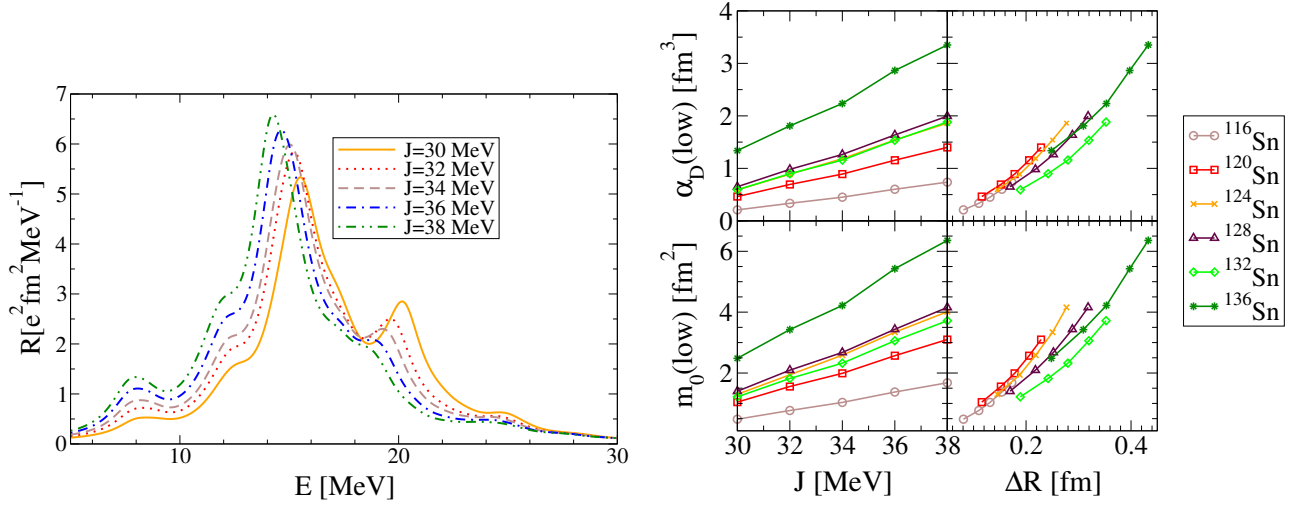 R[e²fm²MeV⁻¹]
7
6
5
4
3
2
1
0
10
20
30
E [MeV]
J=30 MeV
J=32 MeV
J=34 MeV
J=36 MeV
J=38 MeV
α_D(low) [fm³]
4
3
2
1
0
m₀(low) [fm²]
6
4
2
30
32
34
36
38
J [MeV]
0.2
0.4
ΔR [fm]
¹¹⁶Sn
¹²⁰Sn
¹²⁴Sn
¹²⁸Sn
¹³²Sn
¹³⁶Sn